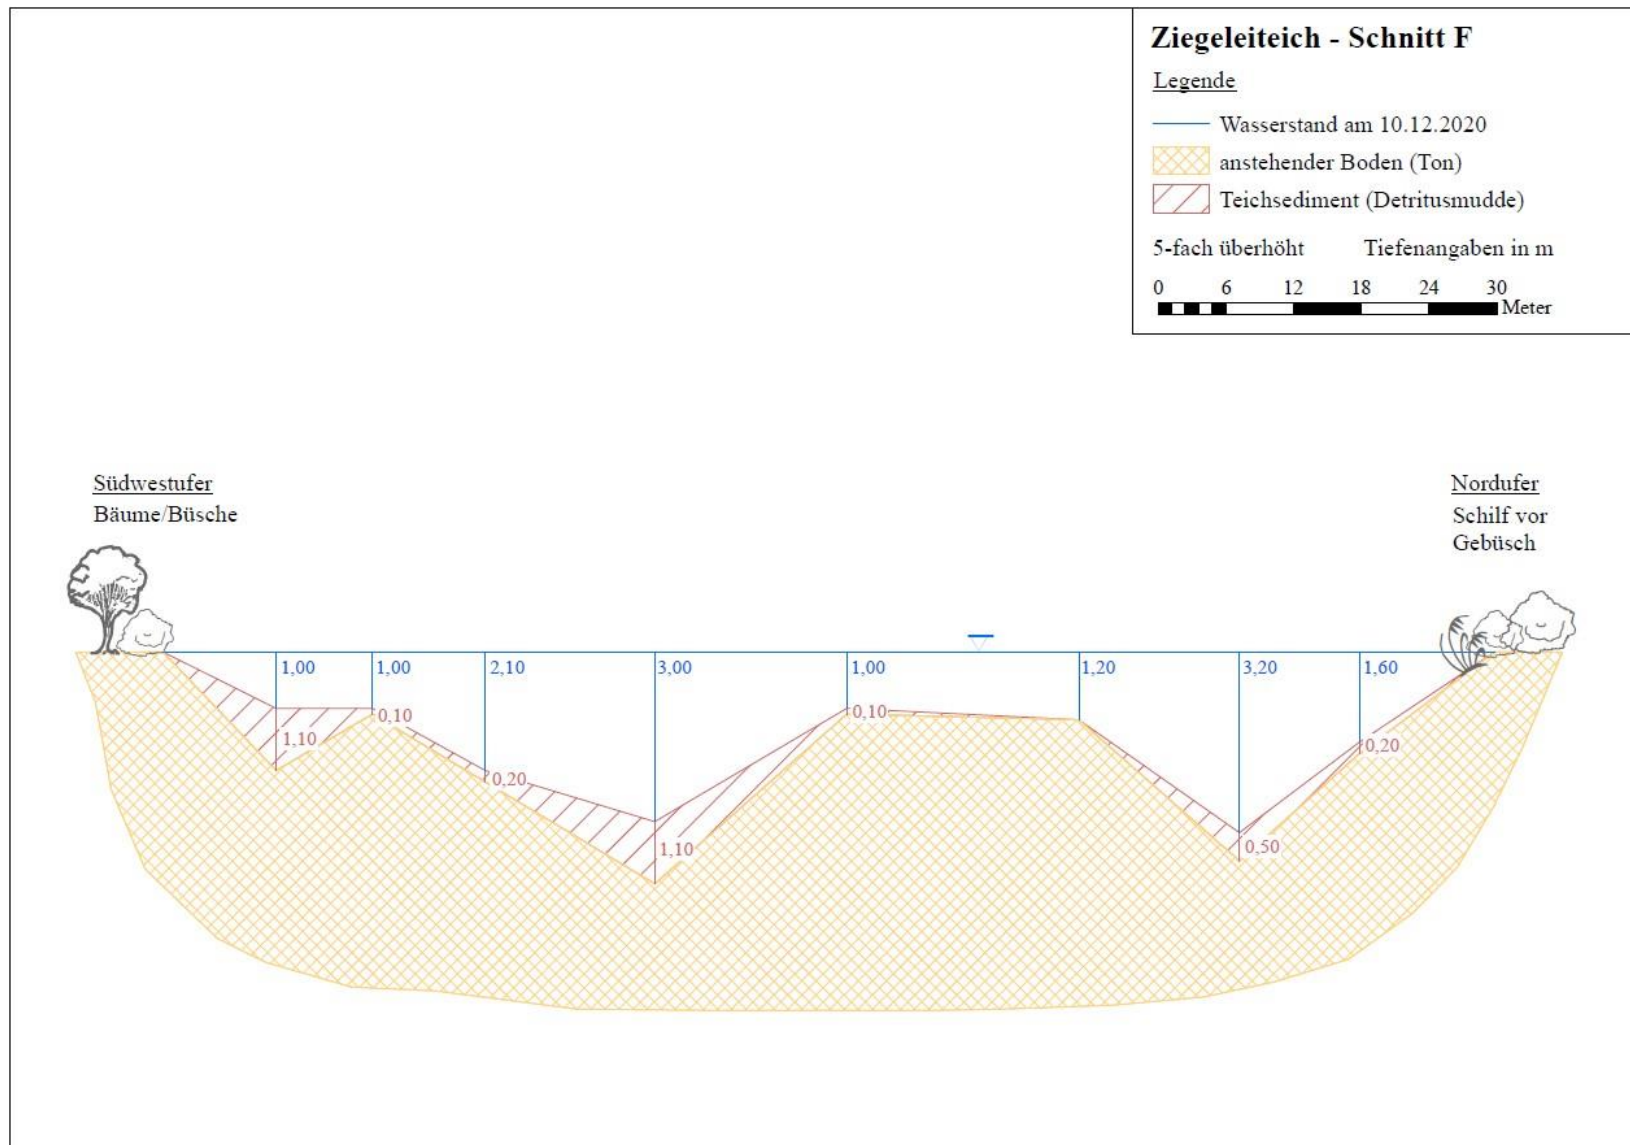 Ziegeleiteich - Schnitt F
Legende
Wasserstand am 10.12.2020
anstehender Boden (Ton)
Teichsediment (Detritusmudde)
5-fach überhöht Tiefenangaben in m
0 6 12 18 24 30
Meter
Südwestufer
Bäume/Büsche
Nordufer
Schilf vor
Gebüsch
1,00 1,00 2,10 3,00 1,00 1,20 3,20 1,60
1,10 0,10 0,20 1,10 0,10 0,50 0,20